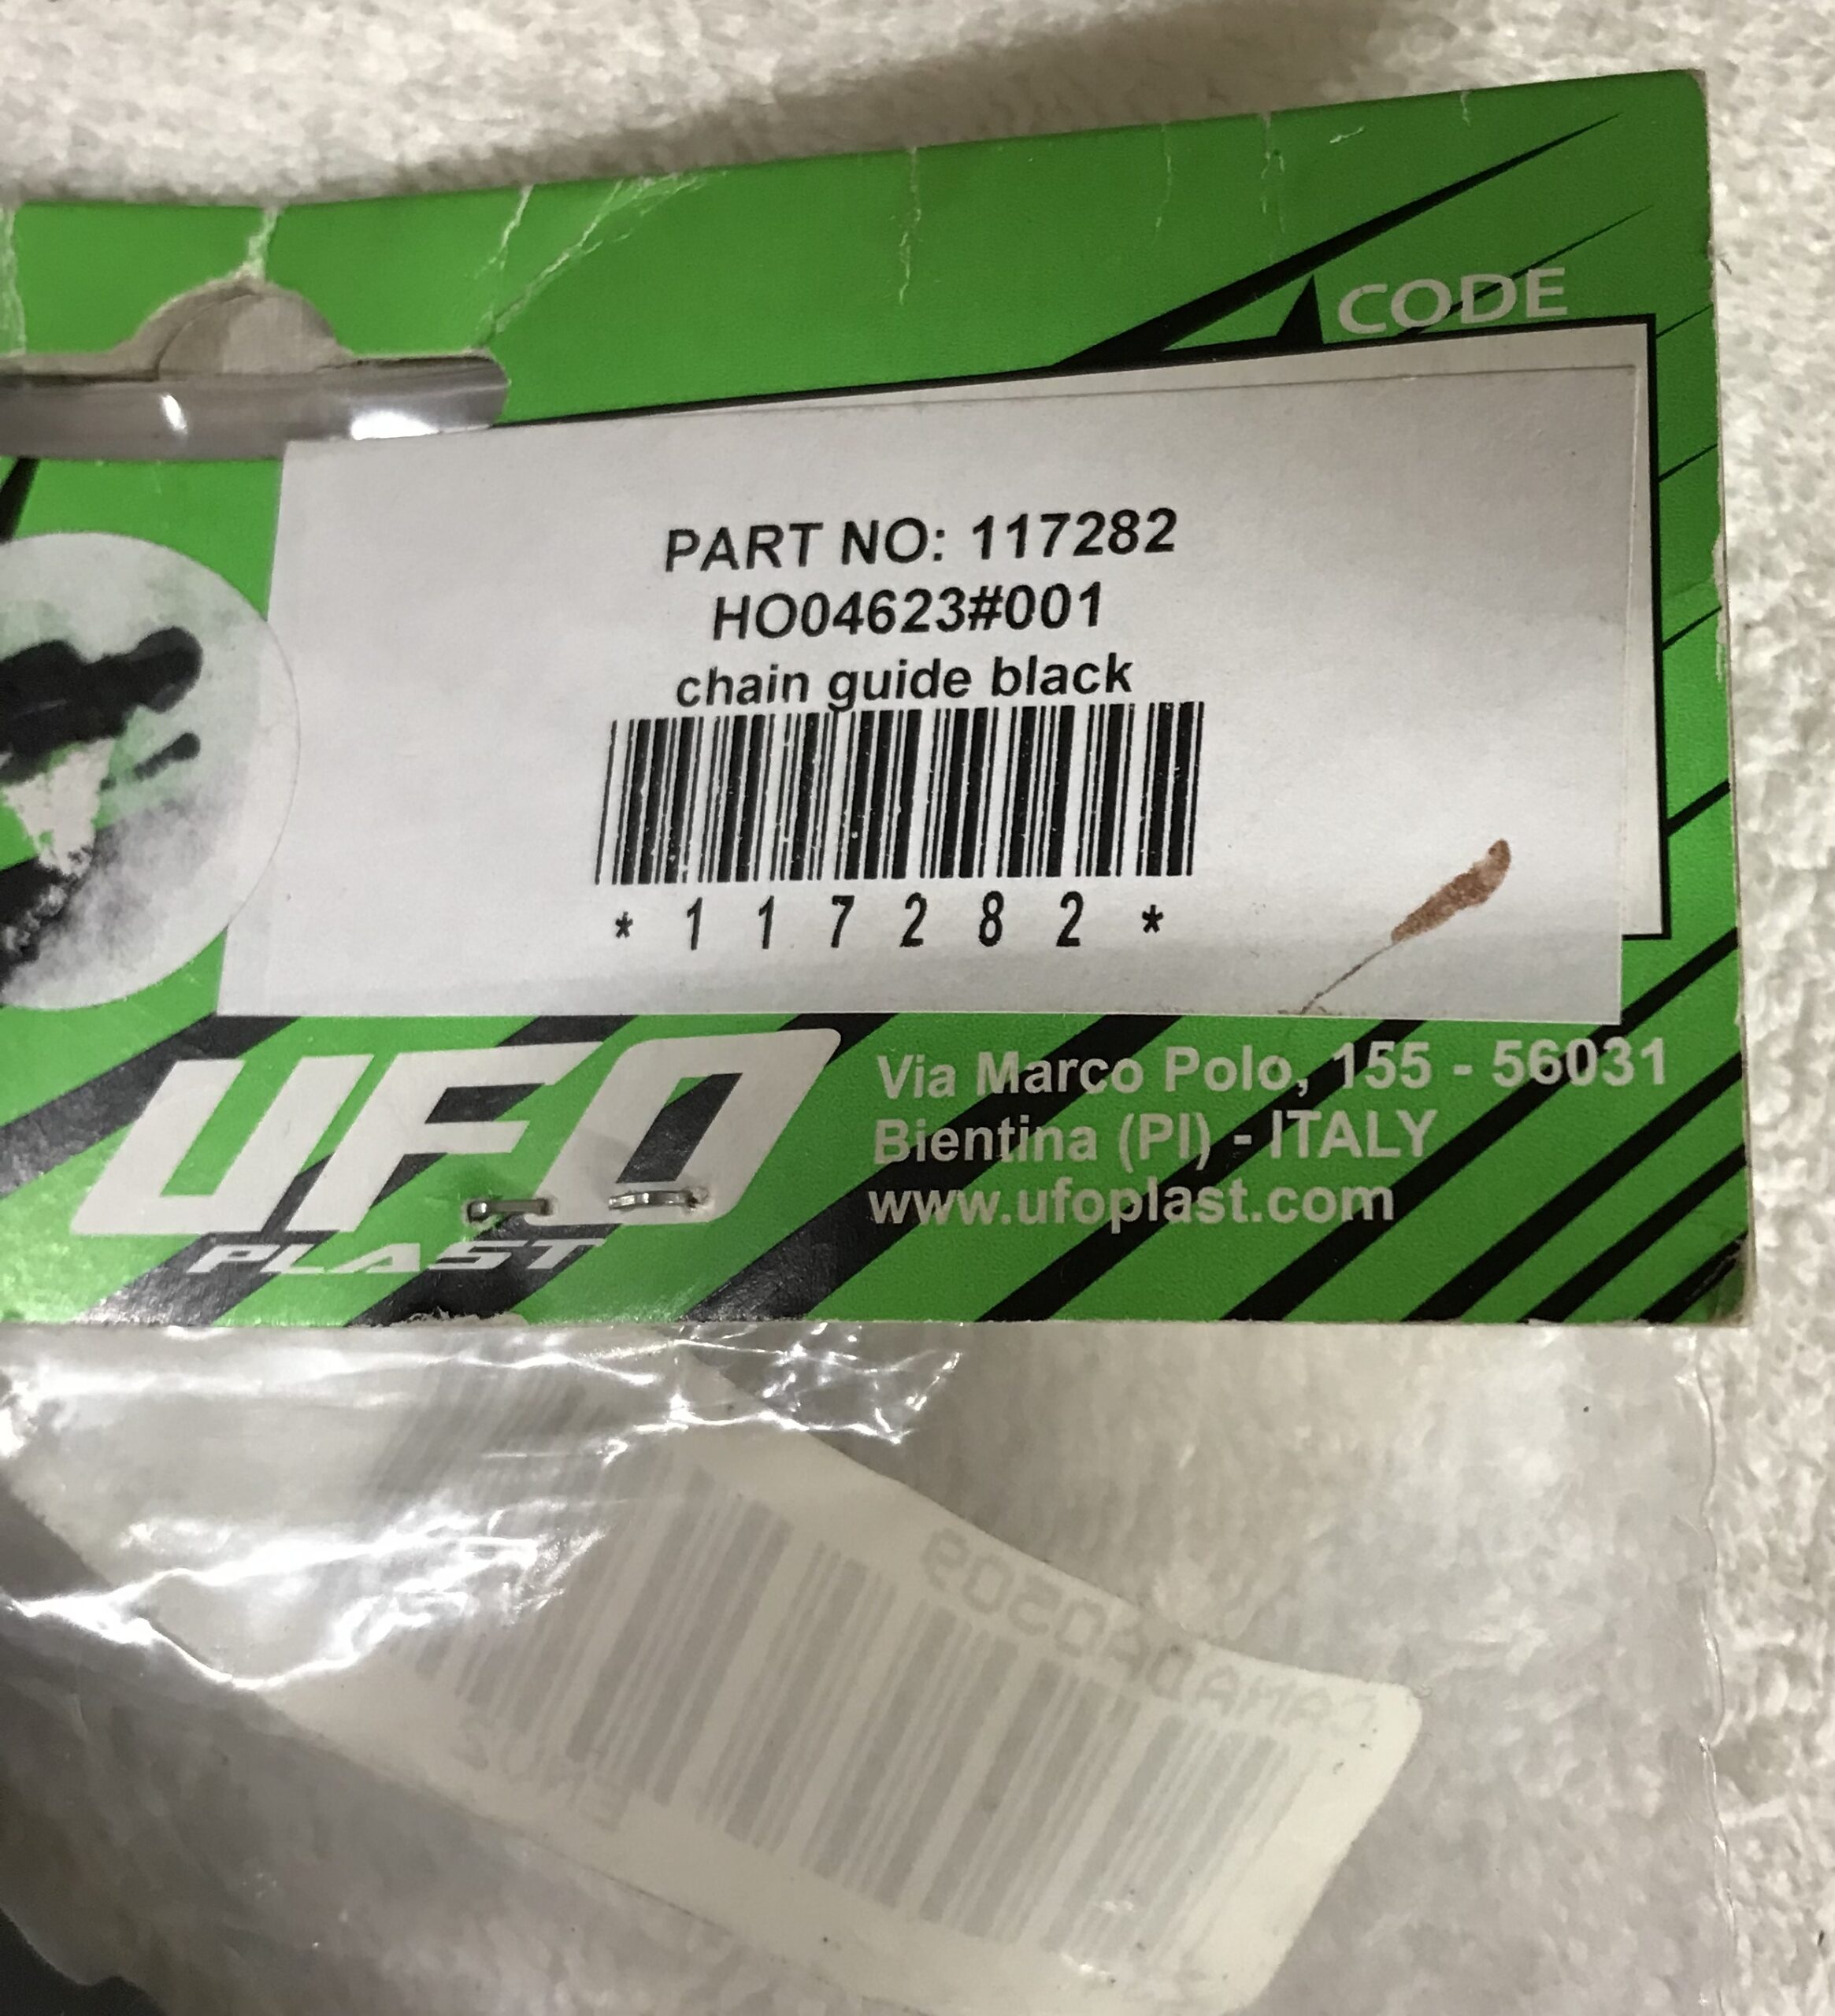 CODE
PART NO: 117282
HO04623#001
chain guide black
* 1 1 7 2 8 2 *
UFO
PLAST
Via Marco Polo, 155 - 56031
Bientina (PI) - ITALY
www.ufoplast.com